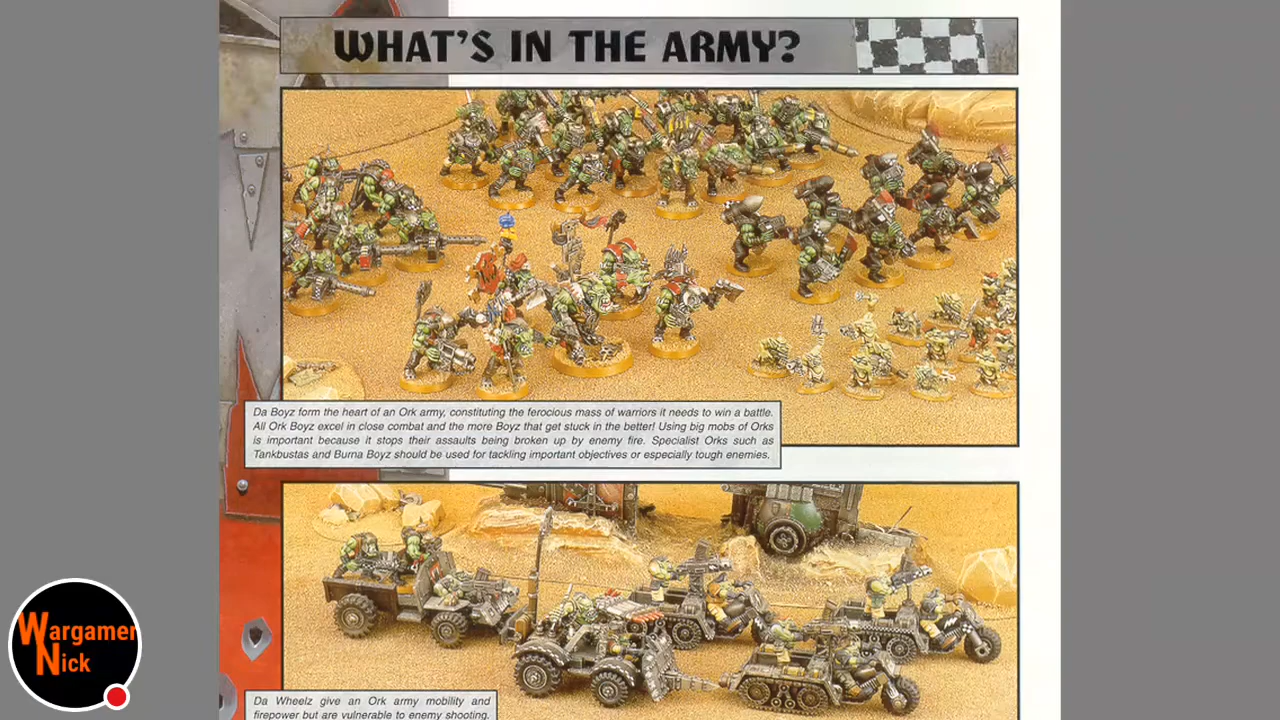 WHAT'S IN THE ARMY?
Da Boyz form the heart of an Ork army, constituting the ferocious mass of warriors it needs to win a battle.
All Ork Boyz excel in close combat and the more Boyz that get stuck in the better! Using big mobs of Orks
is important because it stops their assaults being broken up by enemy fire. Specialist Orks such as
Tankbustas and Burna Boyz should be used for tackling important objectives or especially tough enemies.
Da Wheelz give an Ork army mobility and
firepower but are vulnerable to enemy shooting.
Wargamer
Nick